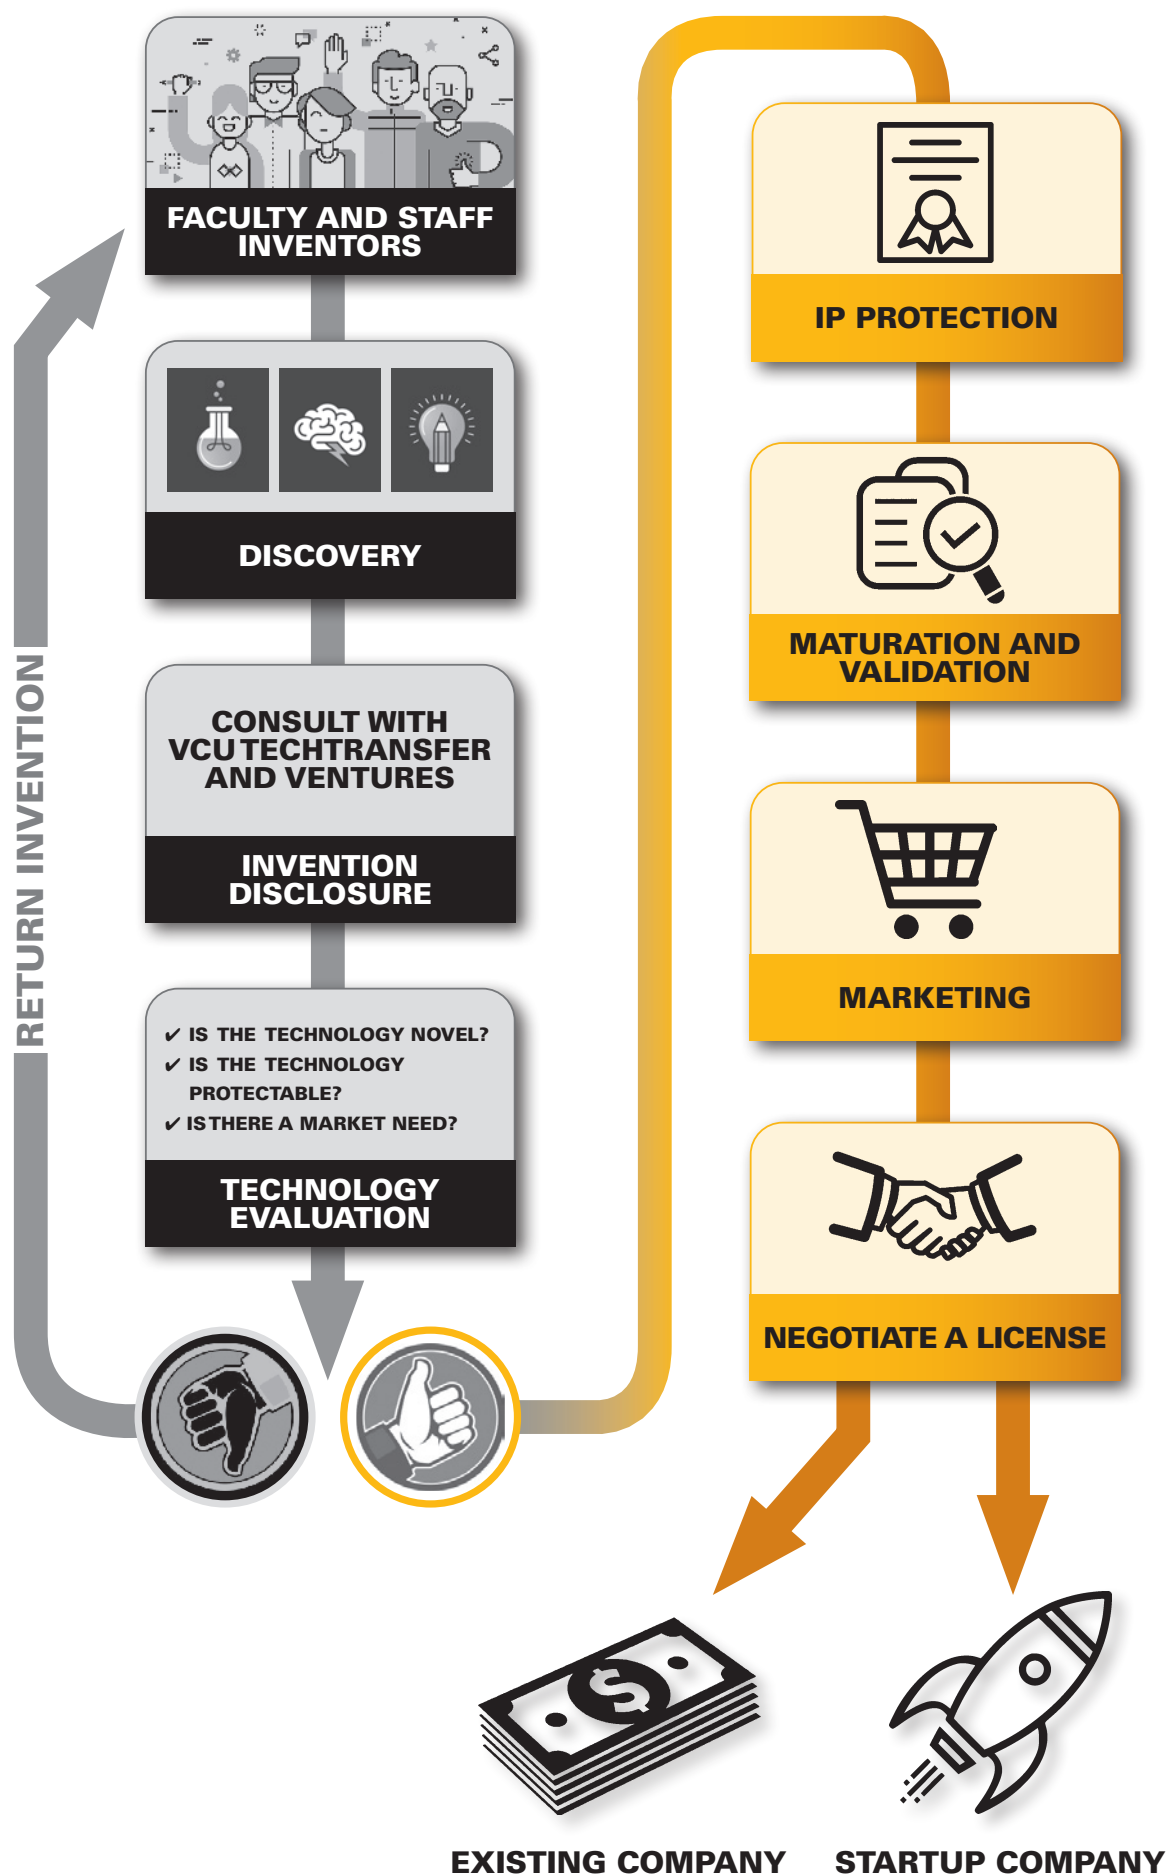 FACULTY AND STAFF
INVENTORS
DISCOVERY
CONSULT WITH
VCU TECHTRANSFER
AND VENTURES
INVENTION
DISCLOSURE
✔ IS THE TECHNOLOGY NOVEL?
✔ IS THE TECHNOLOGY
PROTECTABLE?
✔ IS THERE A MARKET NEED?
TECHNOLOGY
EVALUATION
RETURN INVENTION
IP PROTECTION
MATURATION AND
VALIDATION
MARKETING
NEGOTIATE A LICENSE
$
EXISTING COMPANY
STARTUP COMPANY